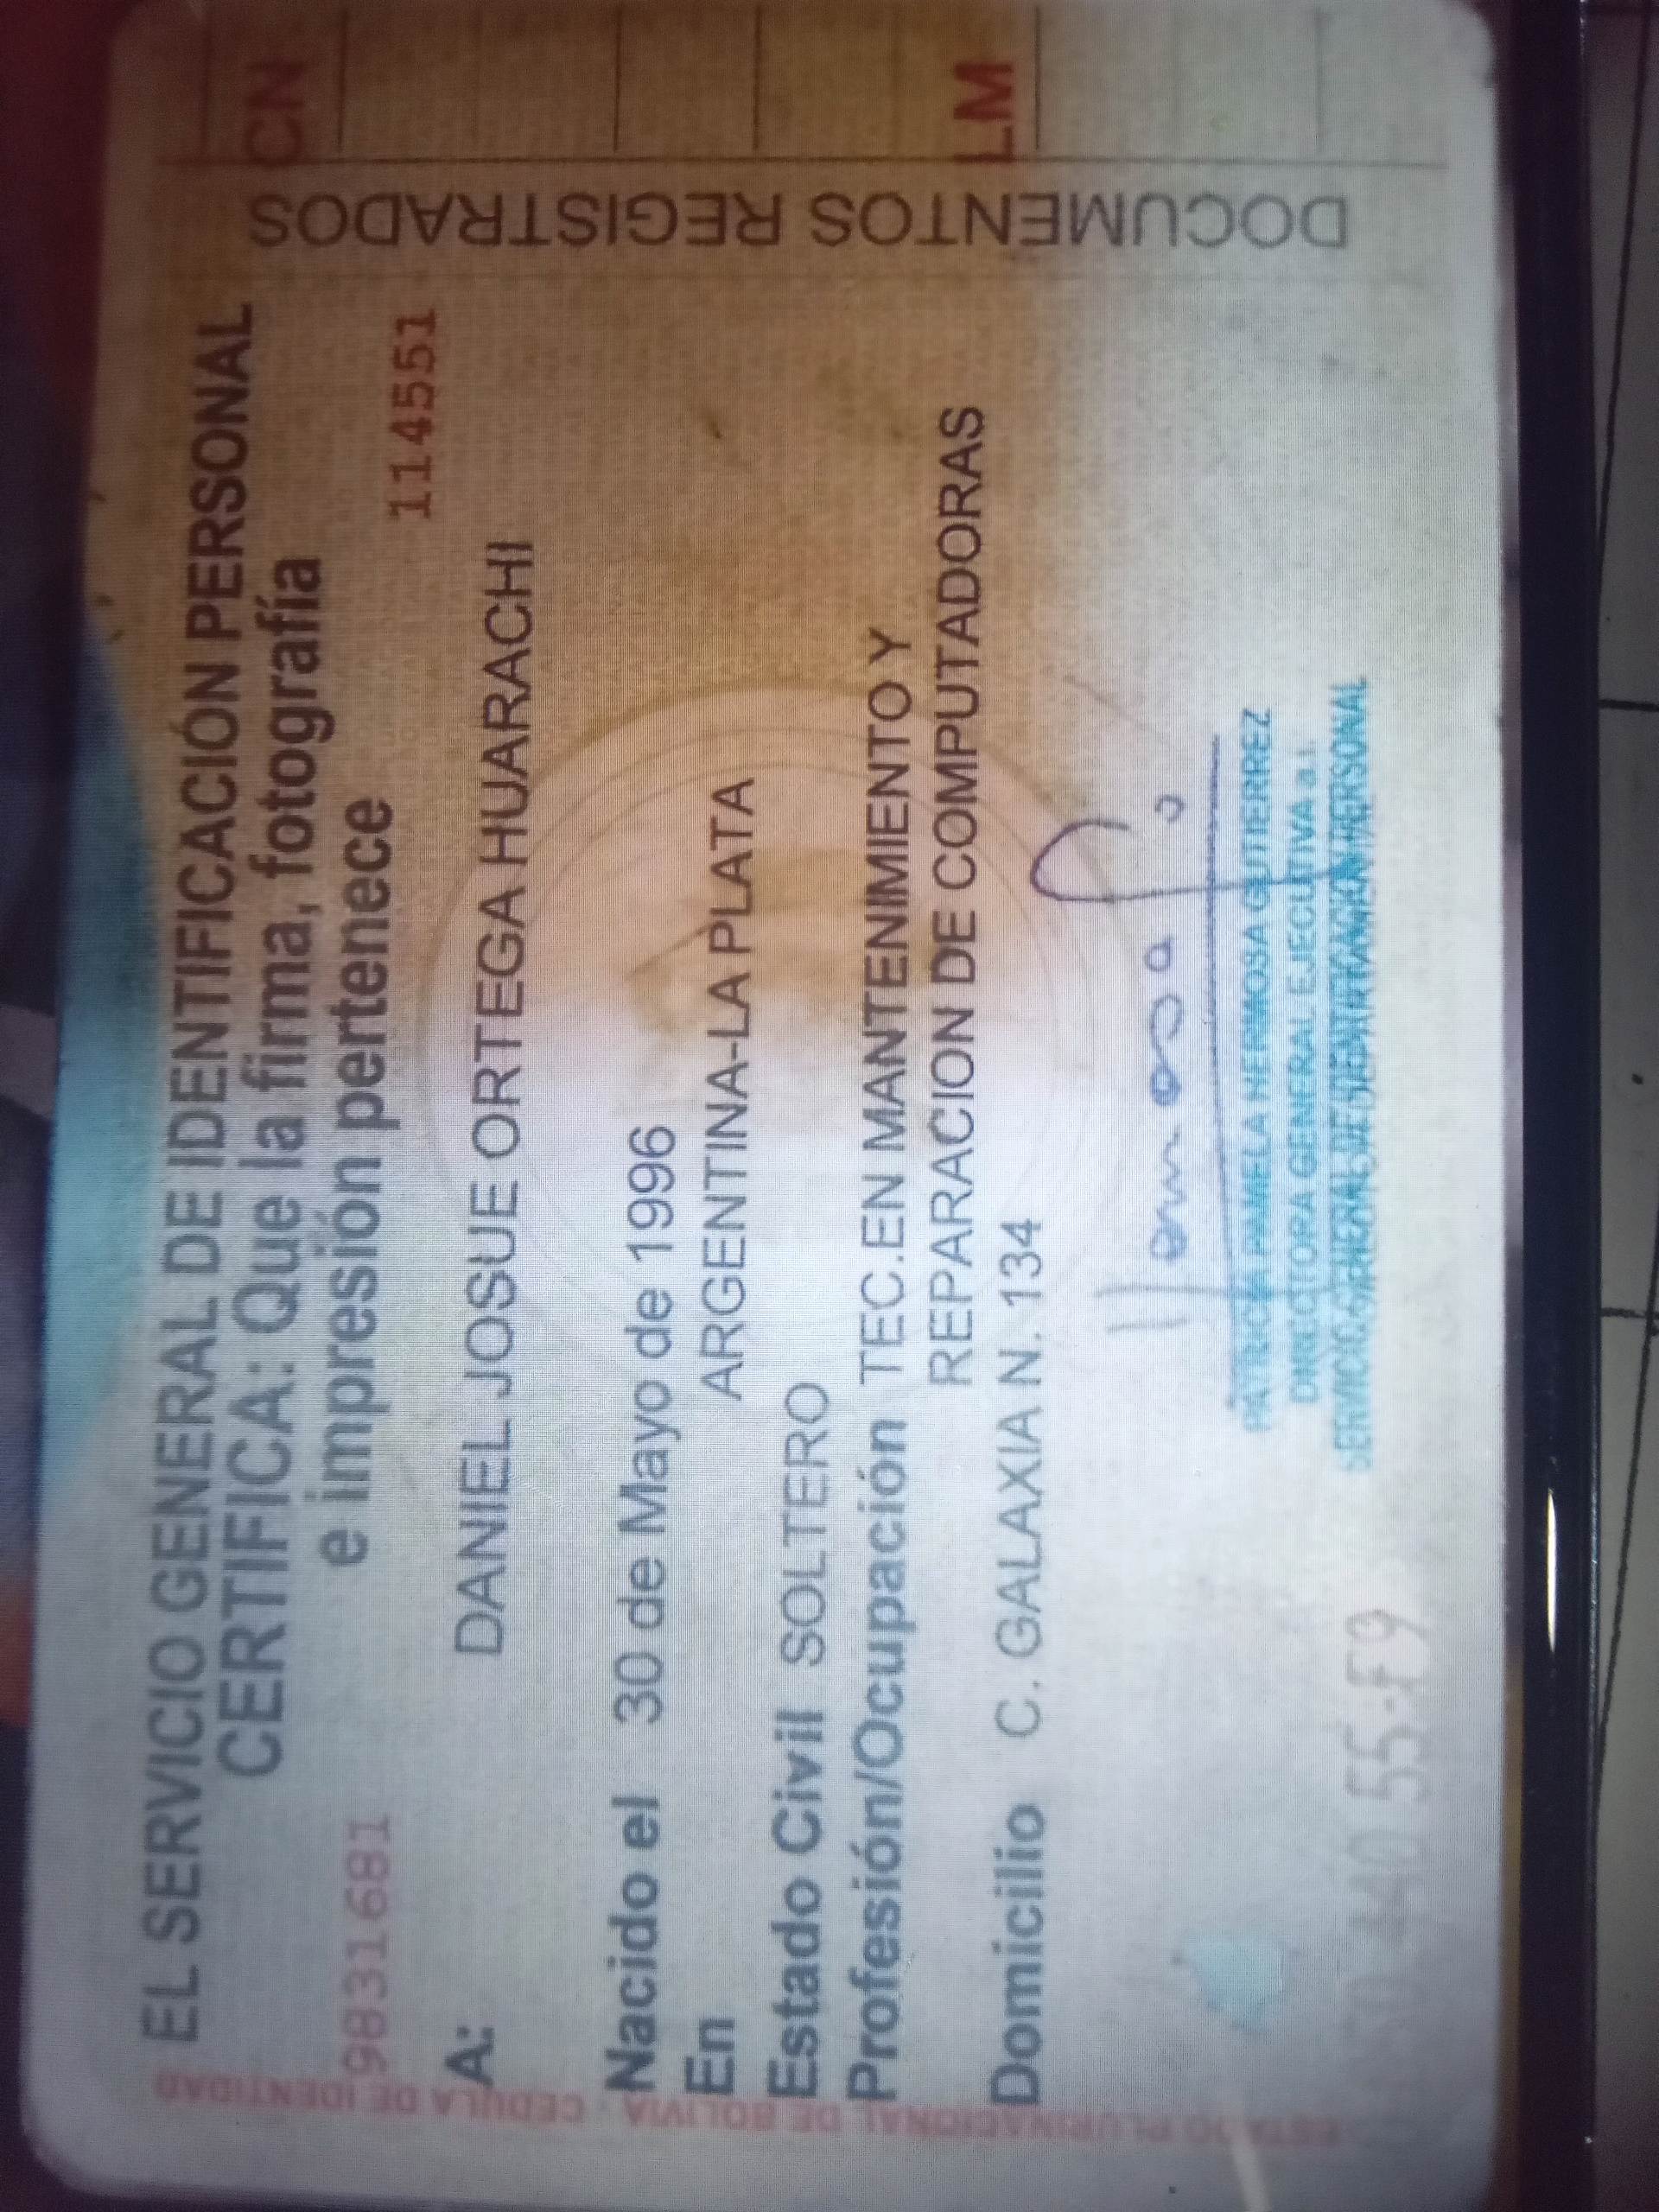 EL SERVICIO GENERAL DE IDENTIFICACIÓN PERSONAL
CERTIFICA: Que la firma, fotografía
e impresión pertenece
9831681
114551
A:
DANIEL JOSUE ORTEGA HUARACHI
Nacido el 30 de Mayo de 1996
En ARGENTINA-LA PLATA
Estado Civil SOLTERO
Profesión/Ocupación TEC.EN MANTENIMIENTO Y
REPARACION DE COMPUTADORAS
Domicilio C. GALAXIA N. 134
PATRICIA PAMELA HERMOSA GUTIERREZ
DIRECTORA GENERAL EJECUTIVA a.i.
SERVICIO GENERAL DE IDENTIFICACION PERSONAL
55-F9
DOCUMENTOS REGISTRADOS
CN
LM
ESTADO PLURINACIONAL DE BOLIVIA - CEDULA DE IDENTIDAD